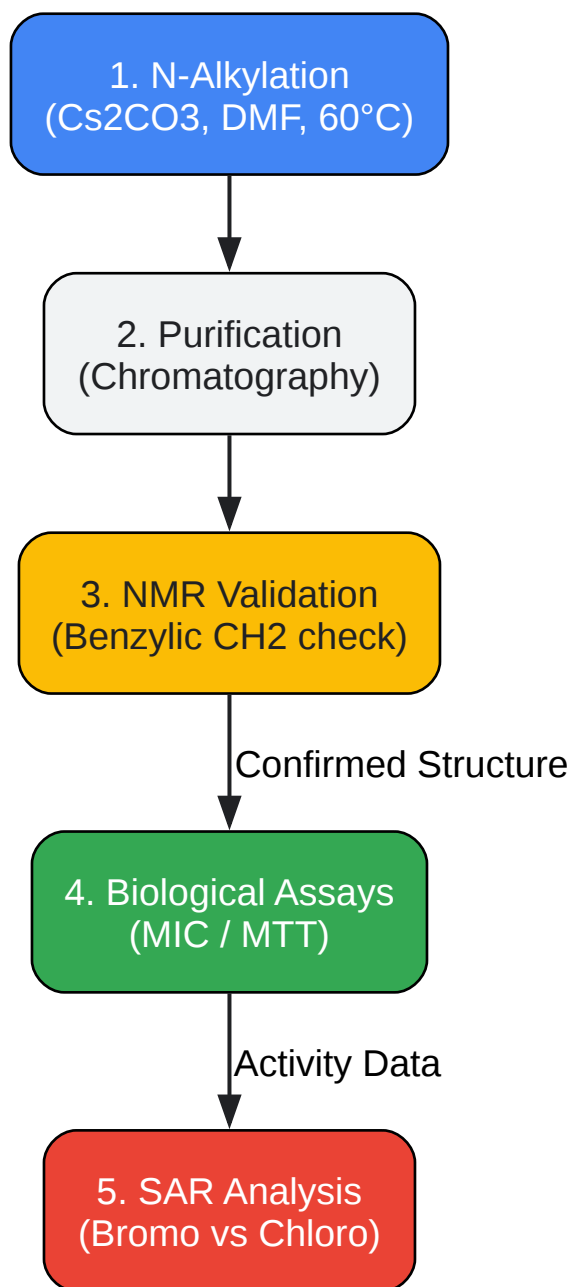 1. N-Alkylation
(Cs2CO3, DMF, 60°C)
2. Purification
(Chromatography)
3. NMR Validation
(Benzylic CH2 check)
Confirmed Structure
4. Biological Assays
(MIC / MTT)
Activity Data
5. SAR Analysis
(Bromo vs Chloro)